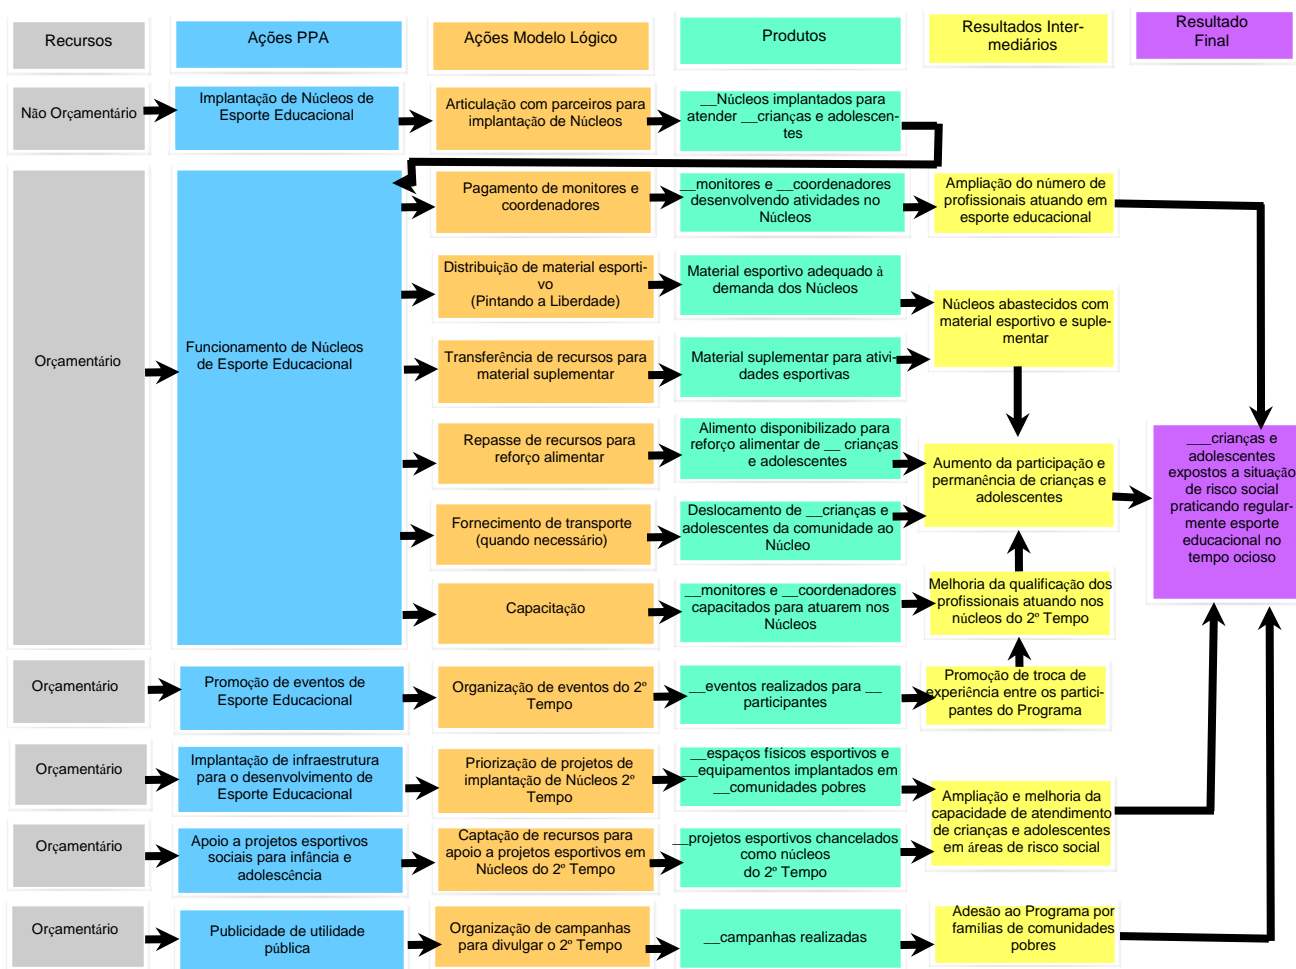 Recursos
Ações PPA
Ações Modelo Lógico
Produtos
Resultados Inter-
mediários
Resultado
Final
Não Orçamentário
Implantação de Núcleos de
Esporte Educacional
Articulação com parceiros para
implantação de Núcleos
__Núcleos implantados para
atender __crianças e adolescen-
tes
Orçamentário
Funcionamento de Núcleos
de Esporte Educacional
Pagamento de monitores e
coordenadores
__monitores e __coordenadores
desenvolvendo atividades no
Núcleos
Ampliação do número de
profissionais atuando em
esporte educacional
Distribuição de material esporti-
vo
(Pintando a Liberdade)
Material esportivo adequado à
demanda dos Núcleos
Núcleos abastecidos com
material esportivo e suple-
mentar
Transferência de recursos para
material suplementar
Material suplementar para ativi-
dades esportivas
Repasse de recursos para
reforço alimentar
Alimento disponibilizado para
reforço alimentar de __ crianças
e adolescentes
Aumento da participação e
permanência de crianças e
adolescentes
___crianças e
adolescentes
expostos a situação
de risco social
praticando regular-
mente esporte
educacional no
tempo ocioso
Fornecimento de transporte
(quando necessário)
Deslocamento de __crianças e
adolescentes da comunidade ao
Núcleo
Capacitação
__monitores e __coordenadores
capacitados para atuarem nos
Núcleos
Melhoria da qualificação dos
profissionais atuando nos
núcleos do 2º Tempo
Orçamentário
Promoção de eventos de
Esporte Educacional
Organização de eventos do 2º
Tempo
__eventos realizados para __
participantes
Promoção de troca de
experiência entre os partici-
pantes do Programa
Orçamentário
Implantação de infraestrutura
para o desenvolvimento de
Esporte Educacional
Priorização de projetos de
implantação de Núcleos 2º
Tempo
__espaços físicos esportivos e
__equipamentos implantados em
__comunidades pobres
Ampliação e melhoria da
capacidade de atendimento
de crianças e adolescentes
em áreas de risco social
Orçamentário
Apoio a projetos esportivos
sociais para infância e
adolescência
Captação de recursos para
apoio a projetos esportivos em
Núcleos do 2º Tempo
__projetos esportivos chancelados
como núcleos
do 2º Tempo
Orçamentário
Publicidade de utilidade
pública
Organização de campanhas
para divulgar o 2º Tempo
__campanhas realizadas
Adesão ao Programa por
famílias de comunidades
pobres